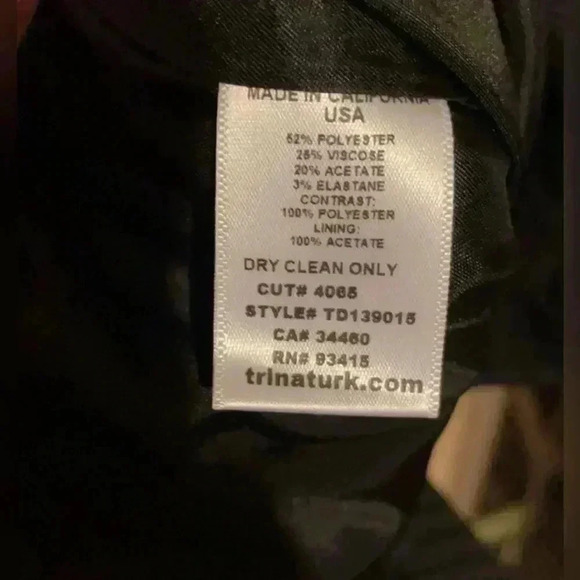 MADE IN CALIFORNIA
USA
52% POLYESTER
25% VISCOSE
20% ACETATE
3% ELASTANE
CONTRAST:
100% POLYESTER
LINING:
100% ACETATE
DRY CLEAN ONLY
CUT# 4065
STYLE# TD139015
CA# 34460
RN# 93415
trinaturk.com